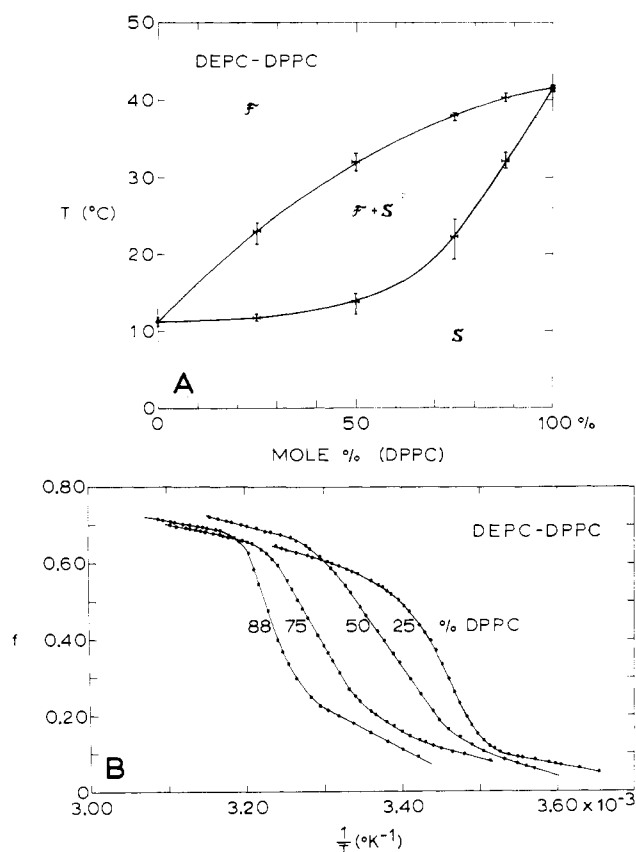 50
DEPC-DPPC
F
40
30
T (°C)
F+S
20
10
S
A
0
0 50 100 %
MOLE % (DPPC)
0.80
DEPC-DPPC
0.60
88 75 50 25 % DPPC
f 0.40
0.20
0
B
3.00 3.20 3.40 3.60 × 10⁻³
1/T (°K⁻¹)